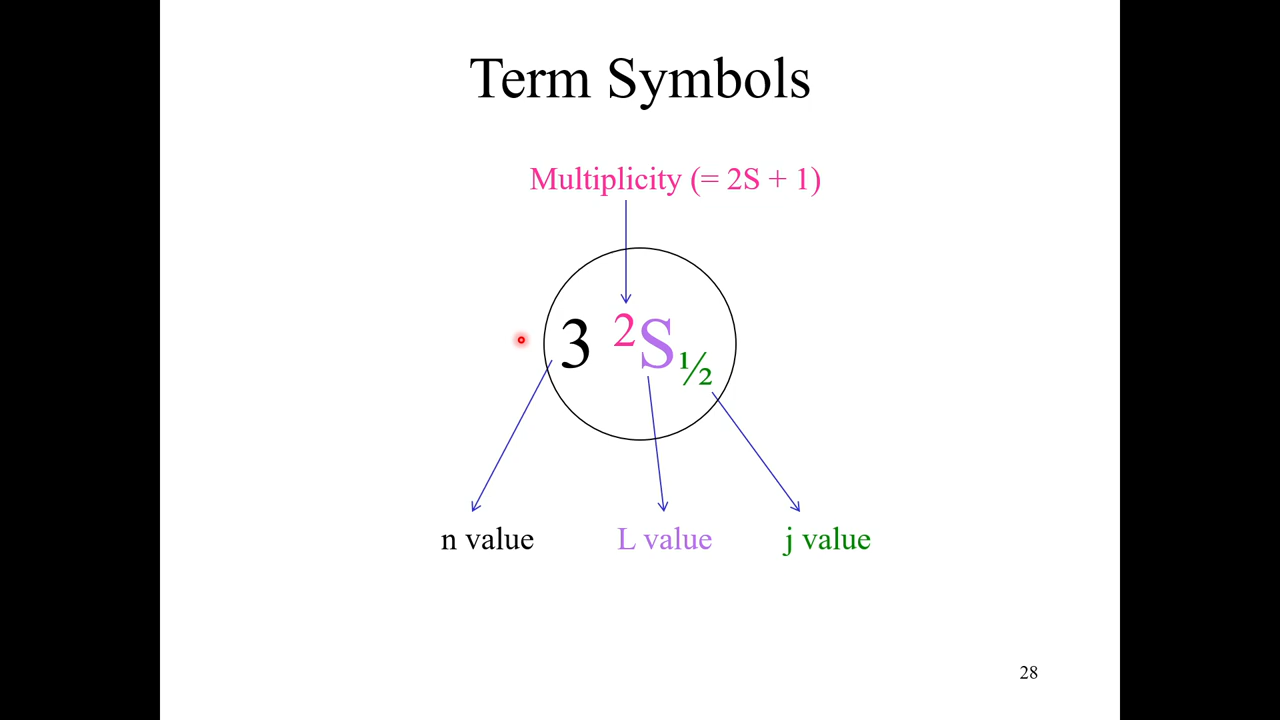 Term Symbols
Multiplicity (= 2S + 1)
3 ²S½
n value L value j value
28